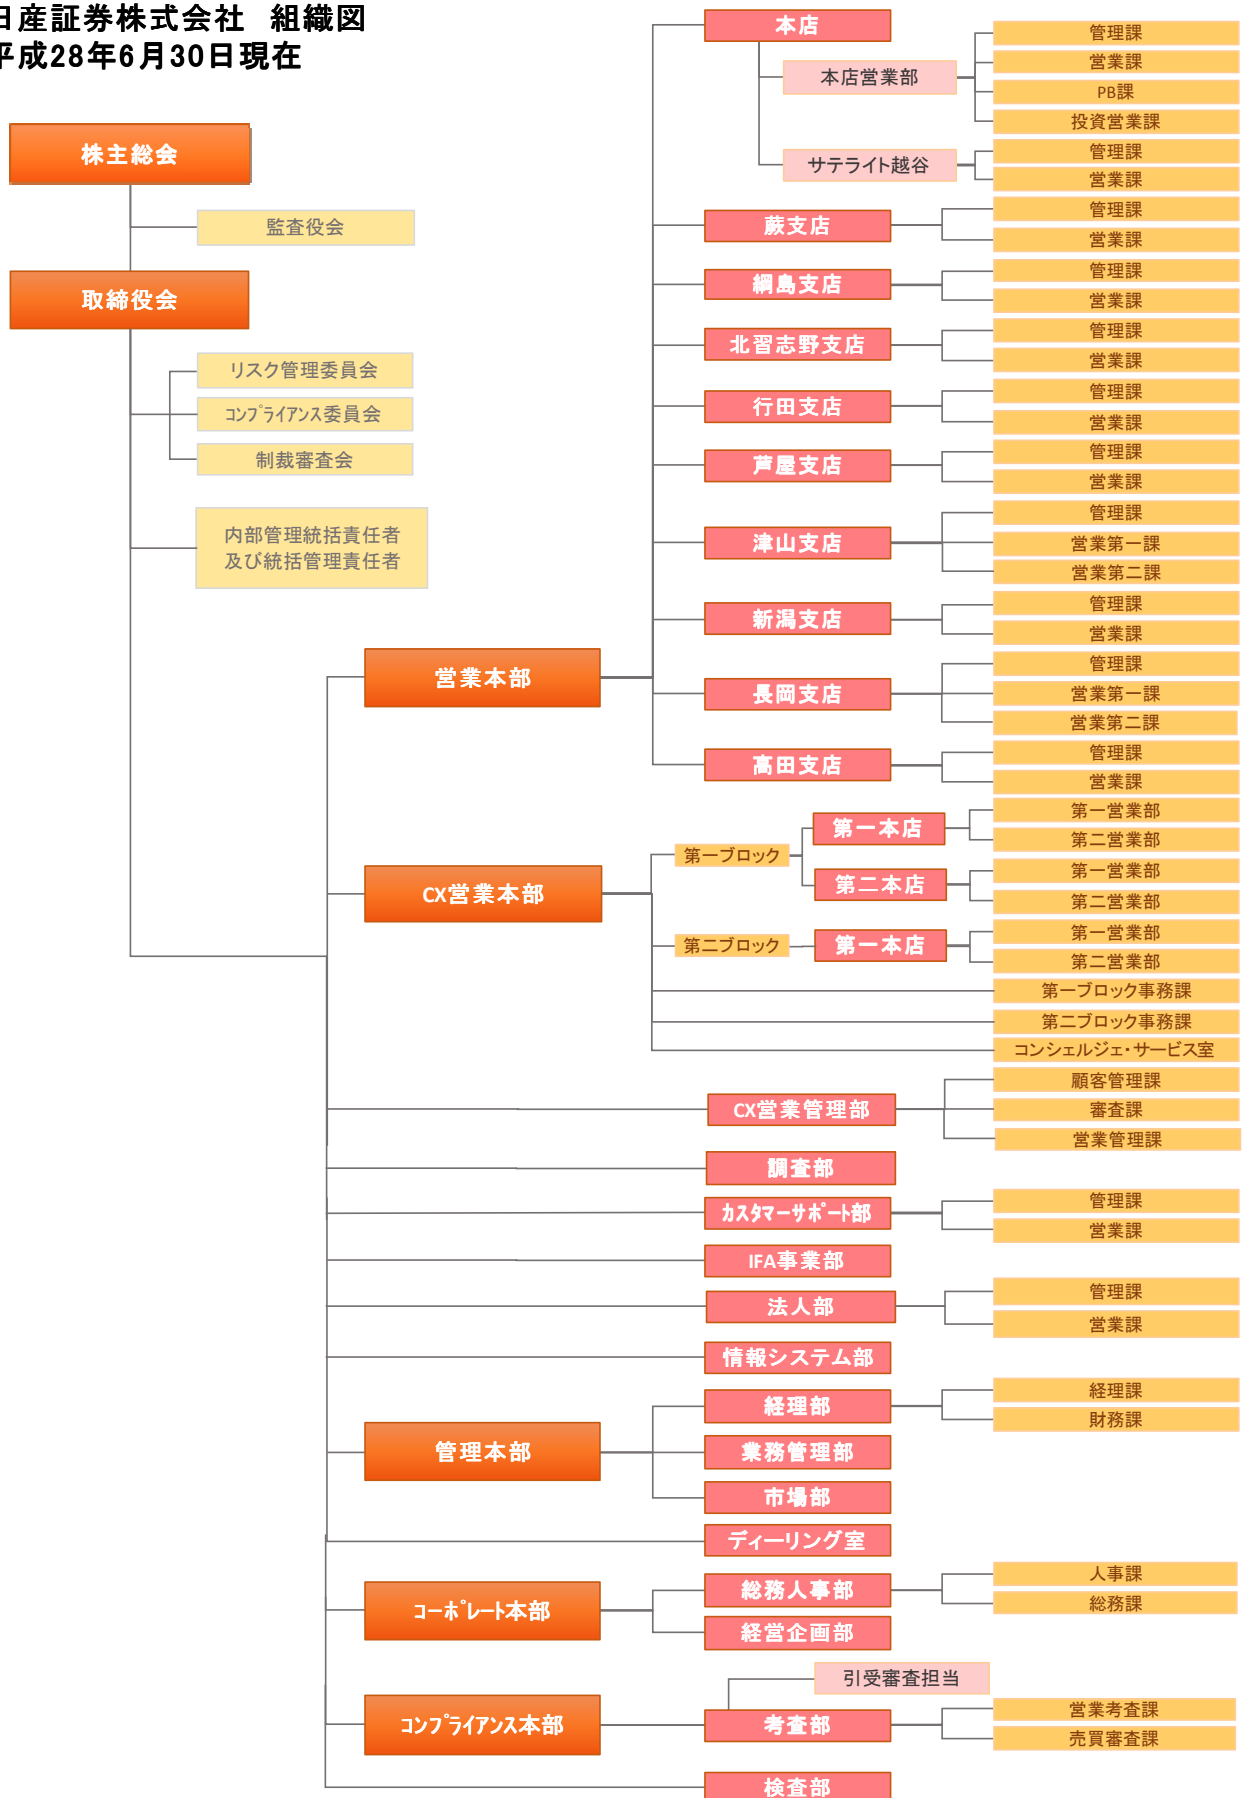 日産証券株式会社 組織図
平成28年6月30日現在
株主総会
監査役会
取締役会
リスク管理委員会
コンプライアンス委員会
制裁審査会
内部管理統括責任者
及び統括管理責任者
営業本部
本店
本店営業部
管理課
営業課
PB課
投資営業課
サテライト越谷
管理課
営業課
蕨支店
管理課
営業課
綱島支店
管理課
営業課
北習志野支店
管理課
営業課
行田支店
管理課
営業課
芦屋支店
管理課
営業課
津山支店
管理課
営業第一課
営業第二課
新潟支店
管理課
営業課
長岡支店
管理課
営業第一課
営業第二課
高田支店
管理課
営業課
CX営業本部
第一ブロック
第一本店
第一営業部
第二営業部
第二本店
第一営業部
第二営業部
第二ブロック
第一本店
第一営業部
第二営業部
第一ブロック事務課
第二ブロック事務課
コンシェルジェ・サービス室
CX営業管理部
顧客管理課
審査課
営業管理課
調査部
カスタマーサポート部
管理課
営業課
IFA事業部
法人部
管理課
営業課
情報システム部
管理本部
経理部
経理課
財務課
業務管理部
市場部
ディーリング室
コーポレート本部
総務人事部
人事課
総務課
経営企画部
コンプライアンス本部
引受審査担当
考査部
営業考査課
売買審査課
検査部